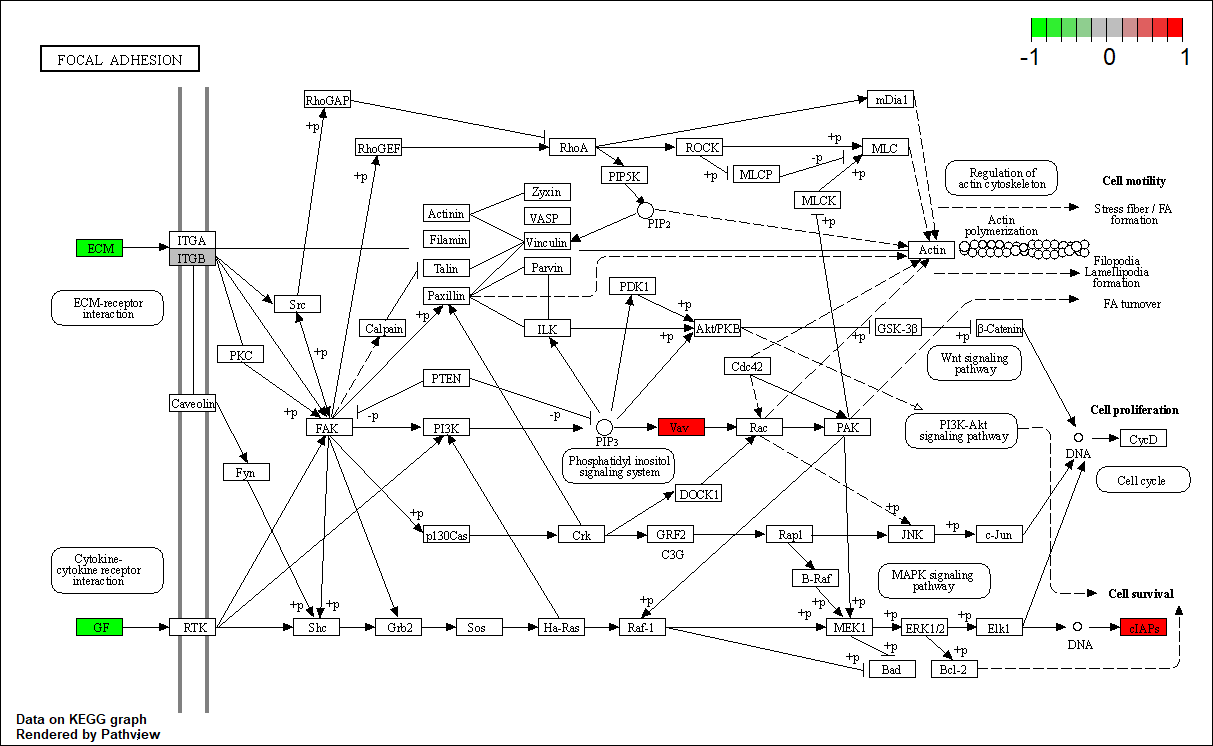 -1 0 1
FOCAL ADHESION
RhoGAP
mDia1
+p
RhoGEF
RhoA
ROCK
+p
MLC
+p
+p
MLCP
-p
+p
PIP5K
MLCK
+p
Regulation of
actin cytoskeleton
Cell motility
Zyxin
Actinin
VASP
PIP2
Stress fiber / FA
formation
Actin
polymerization
ECM
ITGA
ITGB
Filamin
Vinculin
Actin
Talin
Parvin
Filopodia
Lamellipodia
formation
ECM-receptor
interaction
Src
Paxillin
PDK1
+p
FA turnover
+p
Calpain
ILK
Akt/PKB
GSK-3β
+p
β-Catenin
PKC
+p
Wnt signaling
pathway
Cdc42
PTEN
Caveolin
+p
-p
-p
Cell proliferation
FAK
PI3K
PIP3
Vav
Rac
PAK
PI3K-Akt
signaling pathway
CycD
DNA
Phosphatidyl inositol
signaling system
Fyn
Cell cycle
DOCK1
+p
+p
p130Cas
Crk
GRF2
Rap1
JNK
+p
c-Jun
C3G
Cytokine-
cytokine receptor
interaction
B-Raf
MAPK signaling
pathway
Cell survival
+p
+p
+p
+p
+p
GF
RTK
Shc
Grb2
Sos
Ha-Ras
Raf-1
+p
MEK1
+p
ERK1/2
+p
Elk1
DNA
cIAPs
+p
+p
+p
Bad
Bcl-2
Data on KEGG graph
Rendered by Pathview